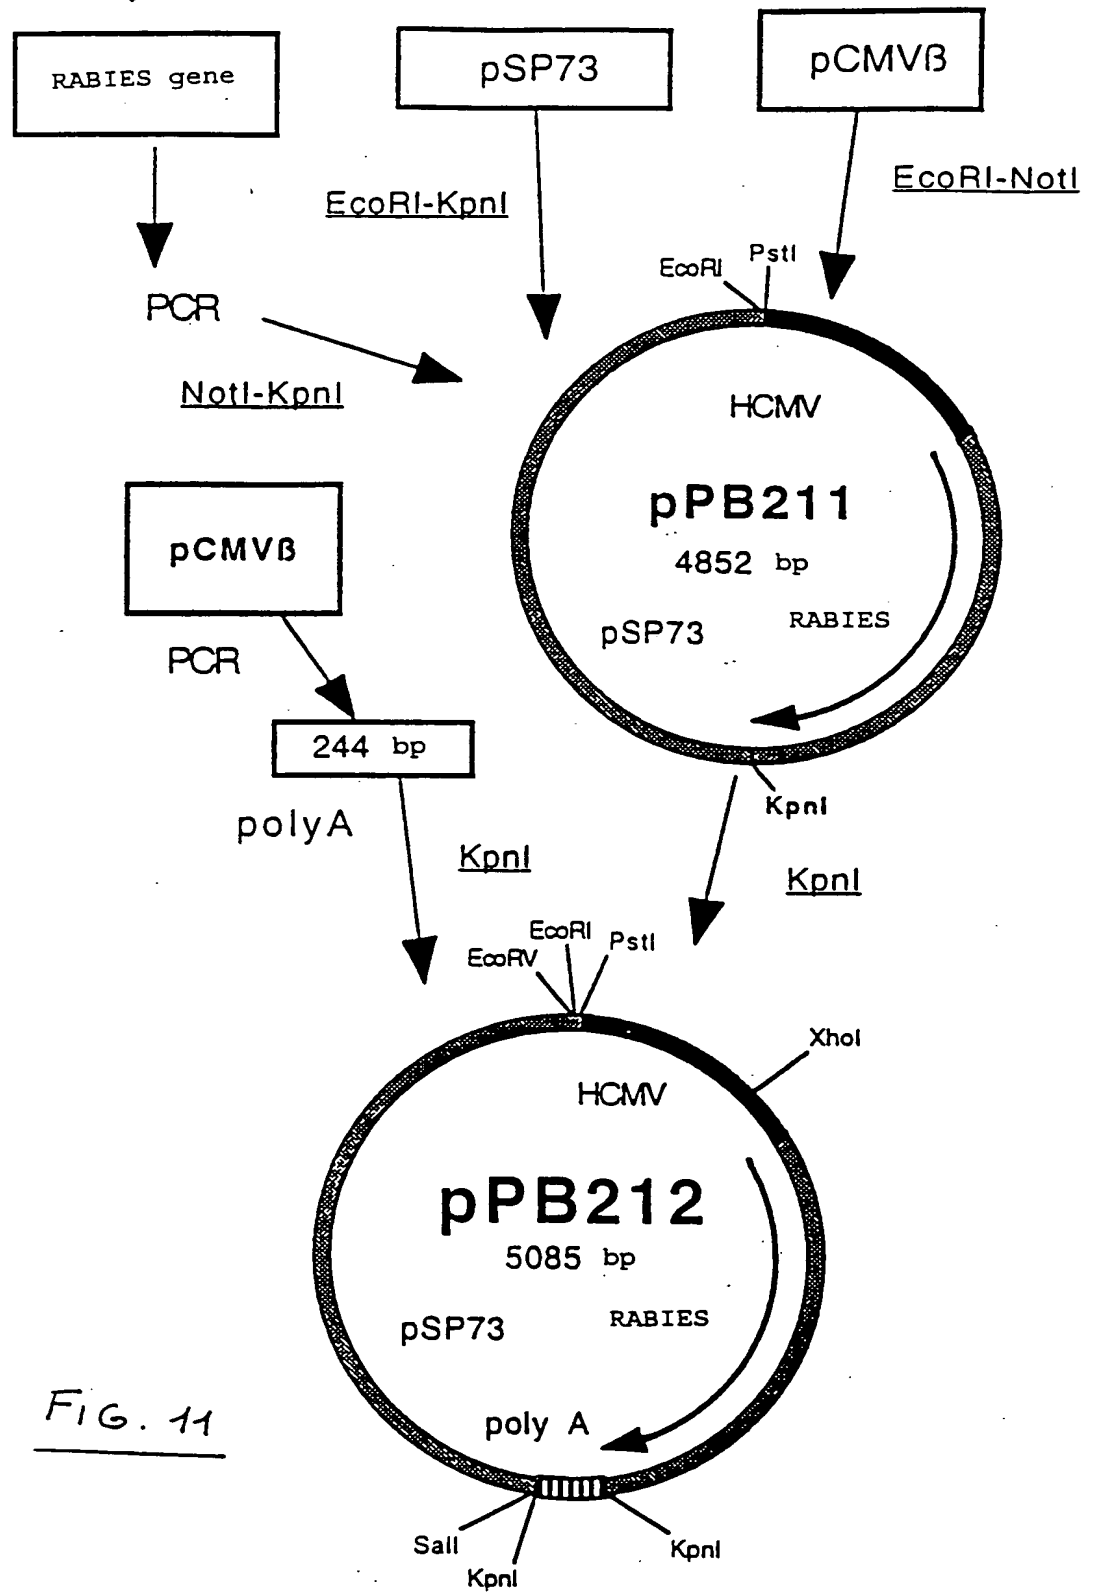 RABIES gene
pSP73
pCMVß
EcoRI-KpnI
EcoRI-NotI
PCR
NotI-KpnI
EcoRI
PstI
HCMV
pPB211
4852 bp
pSP73
RABIES
KpnI
pCMVß
PCR
244 bp
polyA
KpnI
KpnI
EcoRV
EcoRI
PstI
XhoI
HCMV
pPB212
5085 bp
pSP73
RABIES
poly A
SalI
KpnI
KpnI
FIG. 11